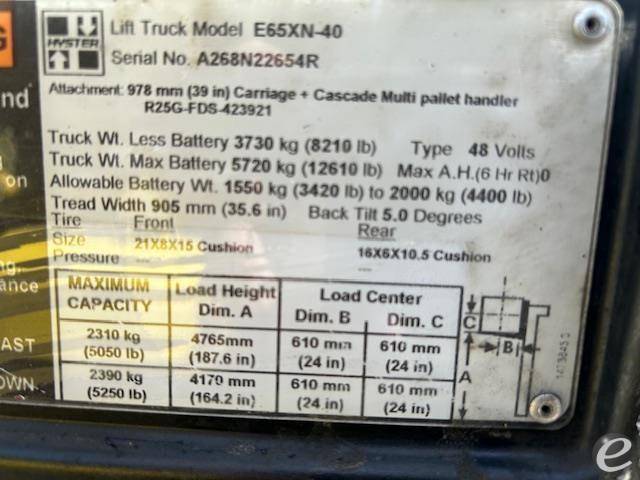 G
nd
on
ng.
ance
AST
OWN
HYSTER
Lift Truck Model E65XN-40
Serial No. A268N22654R
Attachment: 978 mm (39 in) Carriage + Cascade Multi pallet handler
R25G-FDS-423921
Truck Wt. Less Battery 3730 kg (8210 lb) Type 48 Volts
Truck Wt. Max Battery 5720 kg (12610 lb) Max A.H.(6 Hr Rt)0
Allowable Battery Wt. 1550 kg (3420 lb) to 2000 kg (4400 lb)
Tread Width 905 mm (35.6 in) Back Tilt 5.0 Degrees
Tire Front Rear
Size 21X8X15 Cushion 16X6X10.5 Cushion
Pressure --- ---
MAXIMUM CAPACITY Load Height Dim. A Load Center Dim. B Dim. C
2310 kg 4765mm 610 mm 610 mm
(5050 lb) (187.6 in) (24 in) (24 in)
2390 kg 4170 mm 610 mm 610 mm
(5250 lb) (164.2 in) (24 in) (24 in)
C
B
A
e